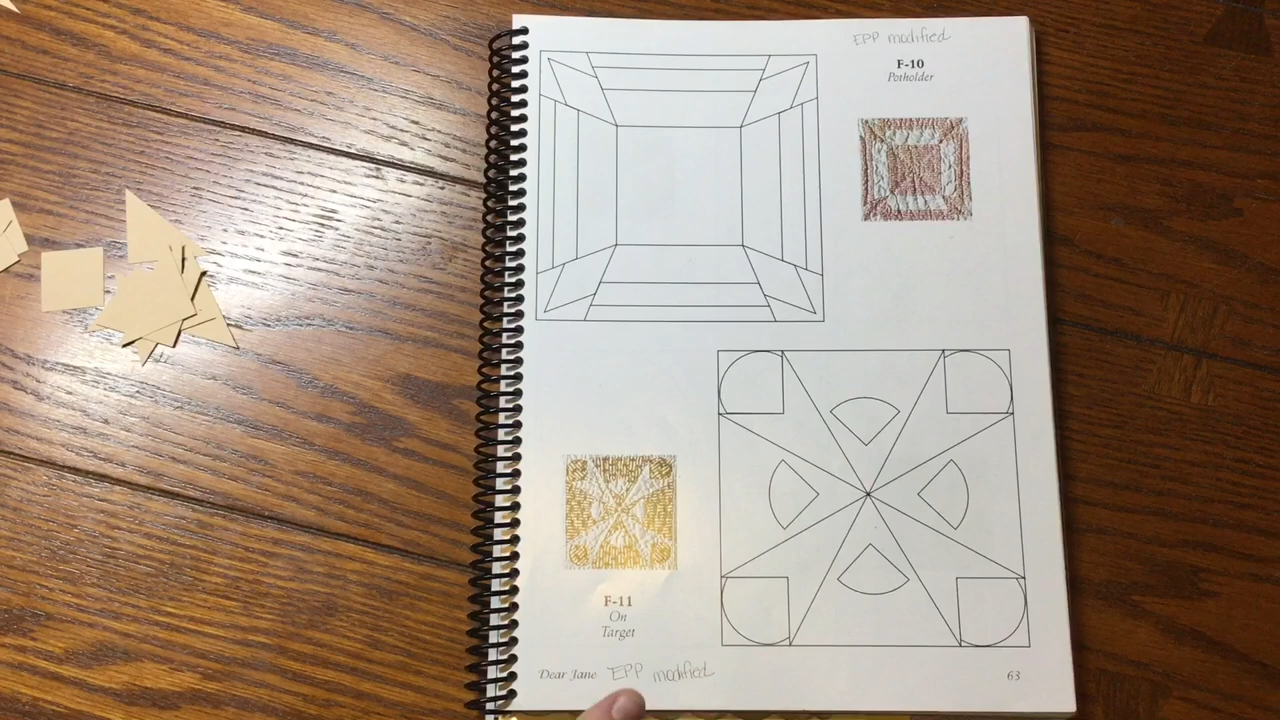 EPP modified
F-10
Potholder
F-11
On
Target
Dear Jane EPP modified
63